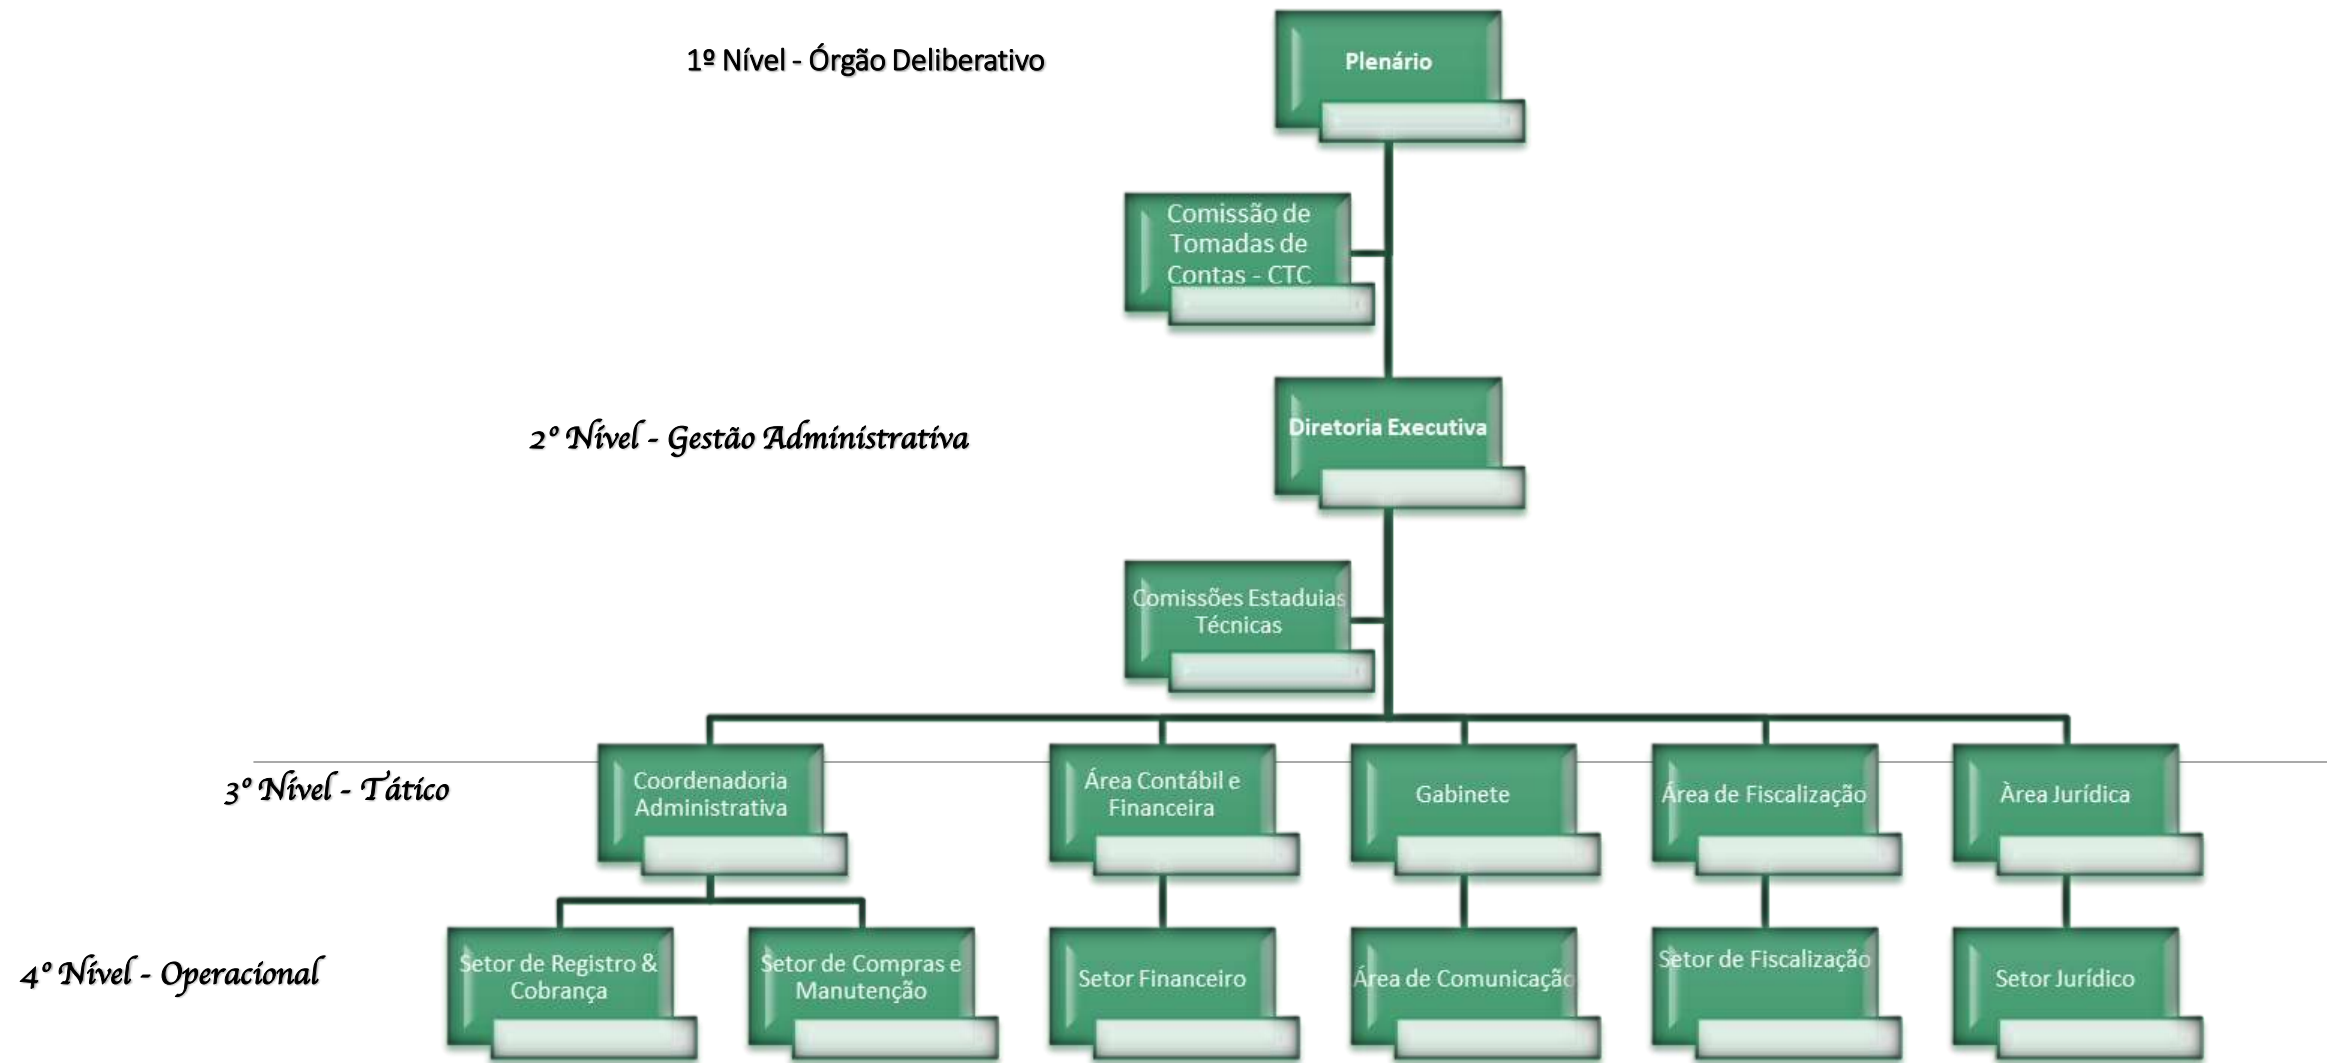 1º Nível - Órgão Deliberativo
Plenário
Comissão de
Tomadas de
Contas - CTC
2º Nível - Gestão Administrativa
Diretoria Executiva
Comissões Estaduias
Técnicas
3º Nível - Tático
Coordenadoria
Administrativa
Área Contábil e
Financeira
Gabinete
Área de Fiscalização
Àrea Jurídica
4º Nível - Operacional
Setor de Registro &
Cobrança
Setor de Compras e
Manutenção
Setor Financeiro
Área de Comunicação
Setor de Fiscalização
Setor Jurídico